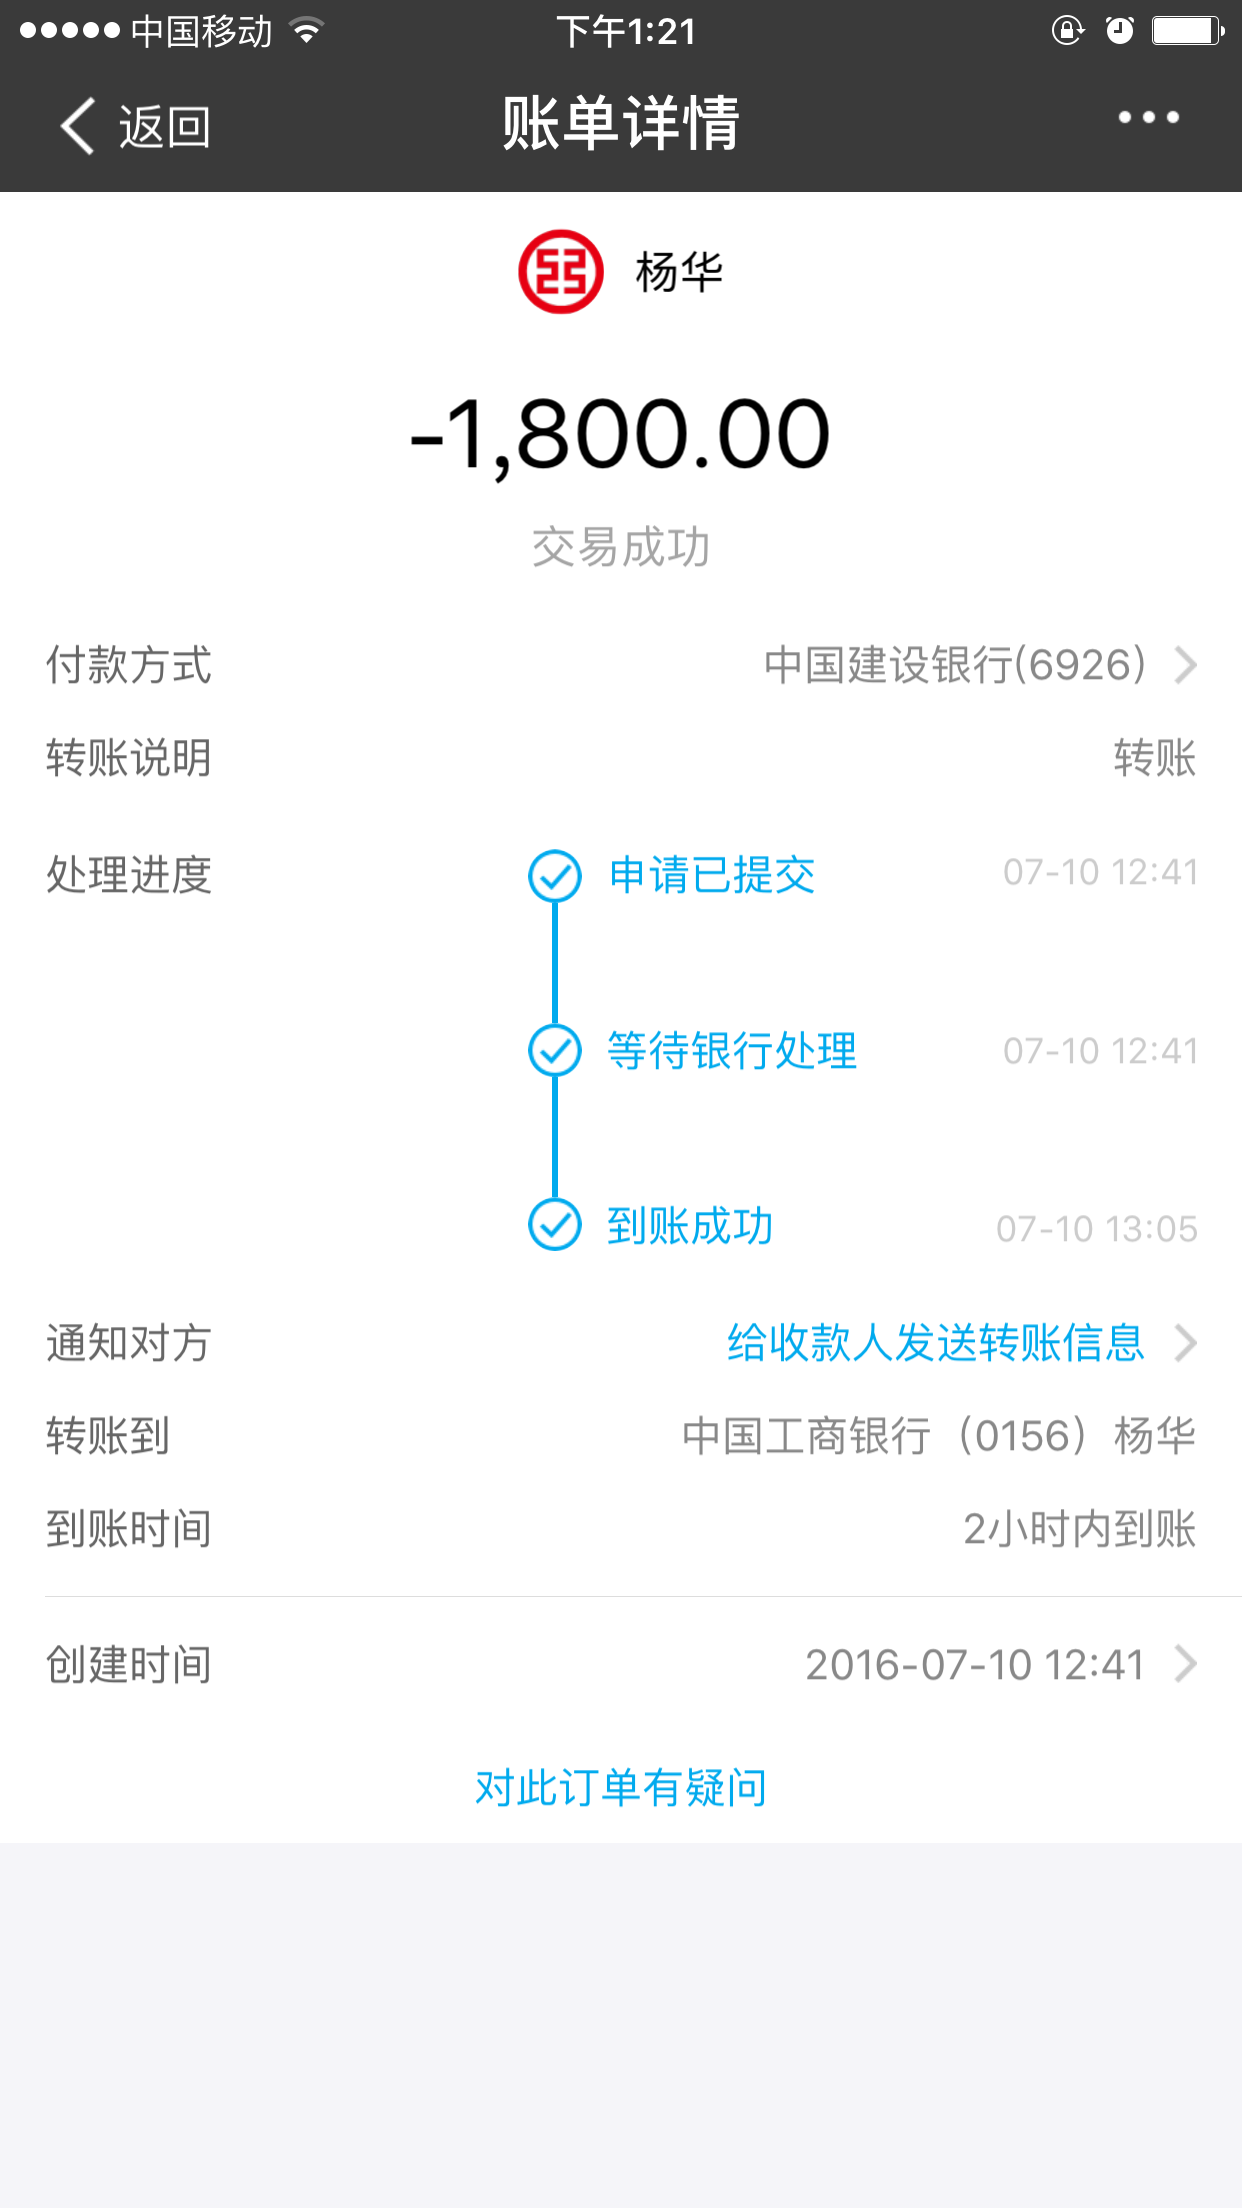 中国移动 下午1:21
返回 账单详情
杨华
-1,800.00
交易成功
付款方式 中国建设银行(6926)
转账说明 转账
处理进度 申请已提交 07-10 12:41
等待银行处理 07-10 12:41
到账成功 07-10 13:05
通知对方 给收款人发送转账信息
转账到 中国工商银行（0156）杨华
到账时间 2小时内到账
创建时间 2016-07-10 12:41
对此订单有疑问